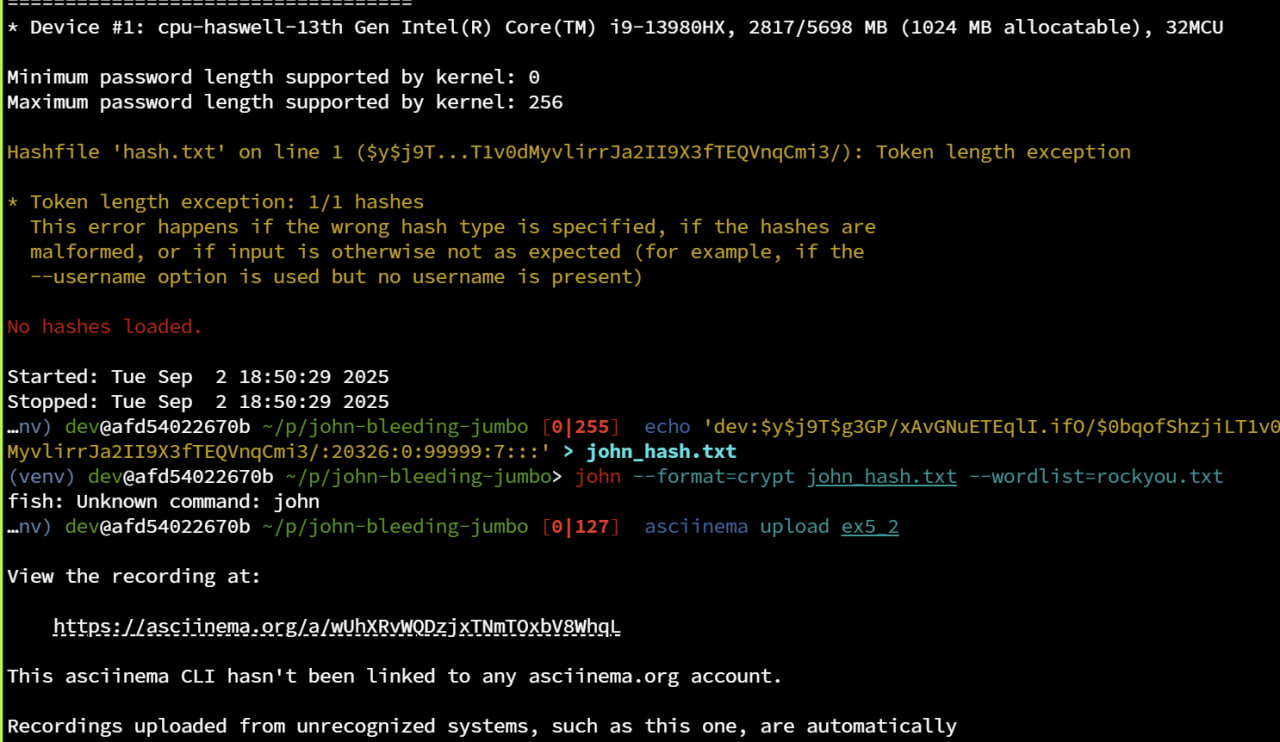 ===================================
* Device #1: cpu-haswell-13th Gen Intel(R) Core(TM) i9-13980HX, 2817/5698 MB (1024 MB allocatable), 32MCU
Minimum password length supported by kernel: 0
Maximum password length supported by kernel: 256
Hashfile 'hash.txt' on line 1 ($y$j9T...T1v0dMyvlirrJa2II9X3fTEQVnqCmi3/): Token length exception
* Token length exception: 1/1 hashes
This error happens if the wrong hash type is specified, if the hashes are
malformed, or if input is otherwise not as expected (for example, if the
--username option is used but no username is present)
No hashes loaded.
Started: Tue Sep  2 18:50:29 2025
Stopped: Tue Sep  2 18:50:29 2025
…nv) dev@afd54022670b ~/p/john-bleeding-jumbo [0|255]  echo 'dev:$y$j9T$g3GP/xAvGNuETEqlI.ifO/$0bqofShzjiLT1v0
MyvlirrJa2II9X3fTEQVnqCmi3/:20326:0:99999:7:::' > john_hash.txt
(venv) dev@afd54022670b ~/p/john-bleeding-jumbo> john --format=crypt john_hash.txt --wordlist=rockyou.txt
fish: Unknown command: john
…nv) dev@afd54022670b ~/p/john-bleeding-jumbo [0|127]  asciinema upload ex5_2
View the recording at:
https://asciinema.org/a/wUhXRvWQDzjxTNmTOxbV8WhqL
This asciinema CLI hasn't been linked to any asciinema.org account.
Recordings uploaded from unrecognized systems, such as this one, are automatically